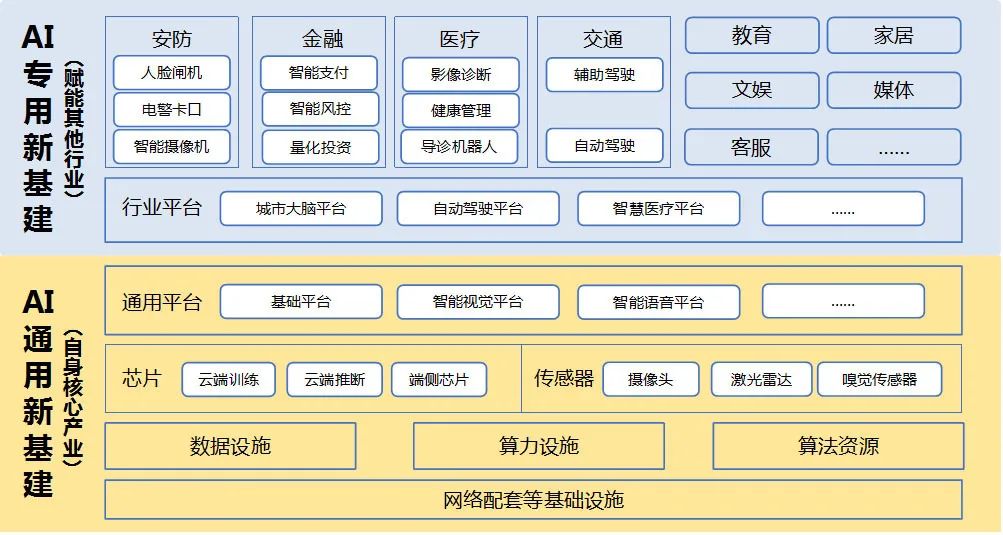 AI专用新基建
（赋能其他行业）
安防
人脸闸机
电警卡口
智能摄像机
金融
智能支付
智能风控
量化投资
医疗
影像诊断
健康管理
导诊机器人
交通
辅助驾驶
自动驾驶
教育
家居
文娱
媒体
客服
......
行业平台
城市大脑平台
自动驾驶平台
智慧医疗平台
......
AI通用新基建
（自身核心产业）
通用平台
基础平台
智能视觉平台
智能语音平台
......
芯片
云端训练
云端推断
端侧芯片
传感器
摄像头
激光雷达
嗅觉传感器
数据设施
算力设施
算法资源
网络配套等基础设施